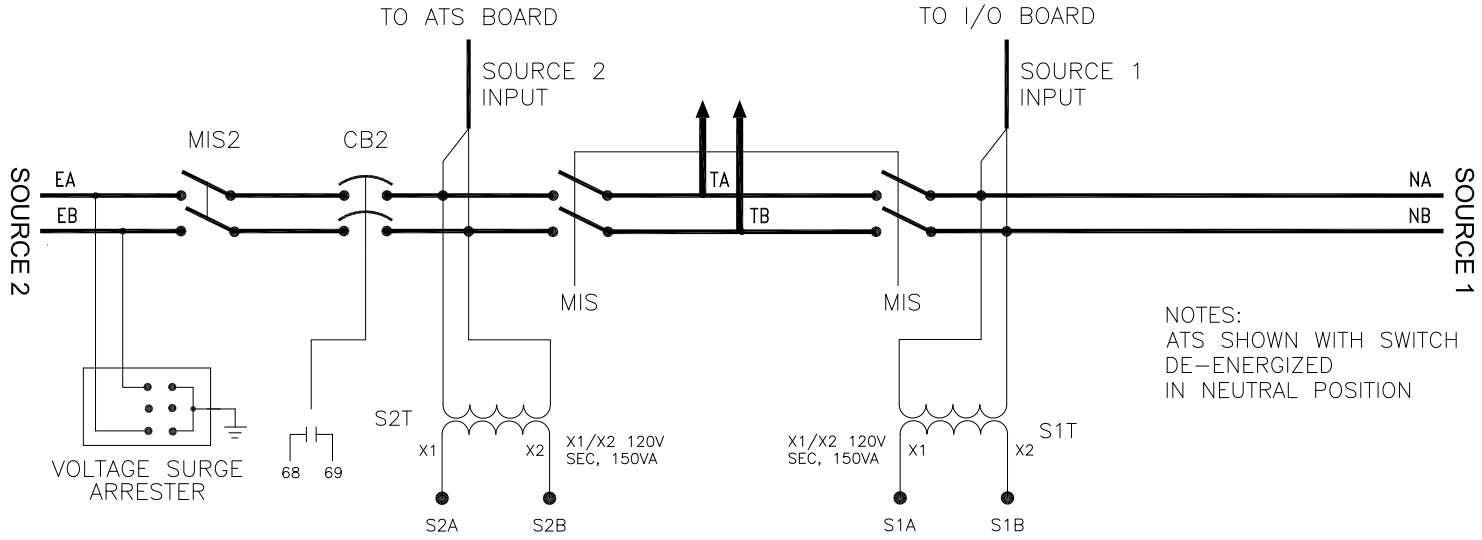 TO ATS BOARD
TO I/O BOARD
SOURCE 2
INPUT
SOURCE 1
INPUT
MIS2
CB2
SOURCE 2
EA
EB
TA
TB
NA
NB
SOURCE 1
MIS
MIS
NOTES:
ATS SHOWN WITH SWITCH
DE-ENERGIZED
IN NEUTRAL POSITION
VOLTAGE SURGE
ARRESTER
68
69
S2T
X1
X2
X1/X2 120V
SEC, 150VA
S2A
S2B
X1/X2 120V
SEC, 150VA
X1
X2
S1T
S1A
S1B